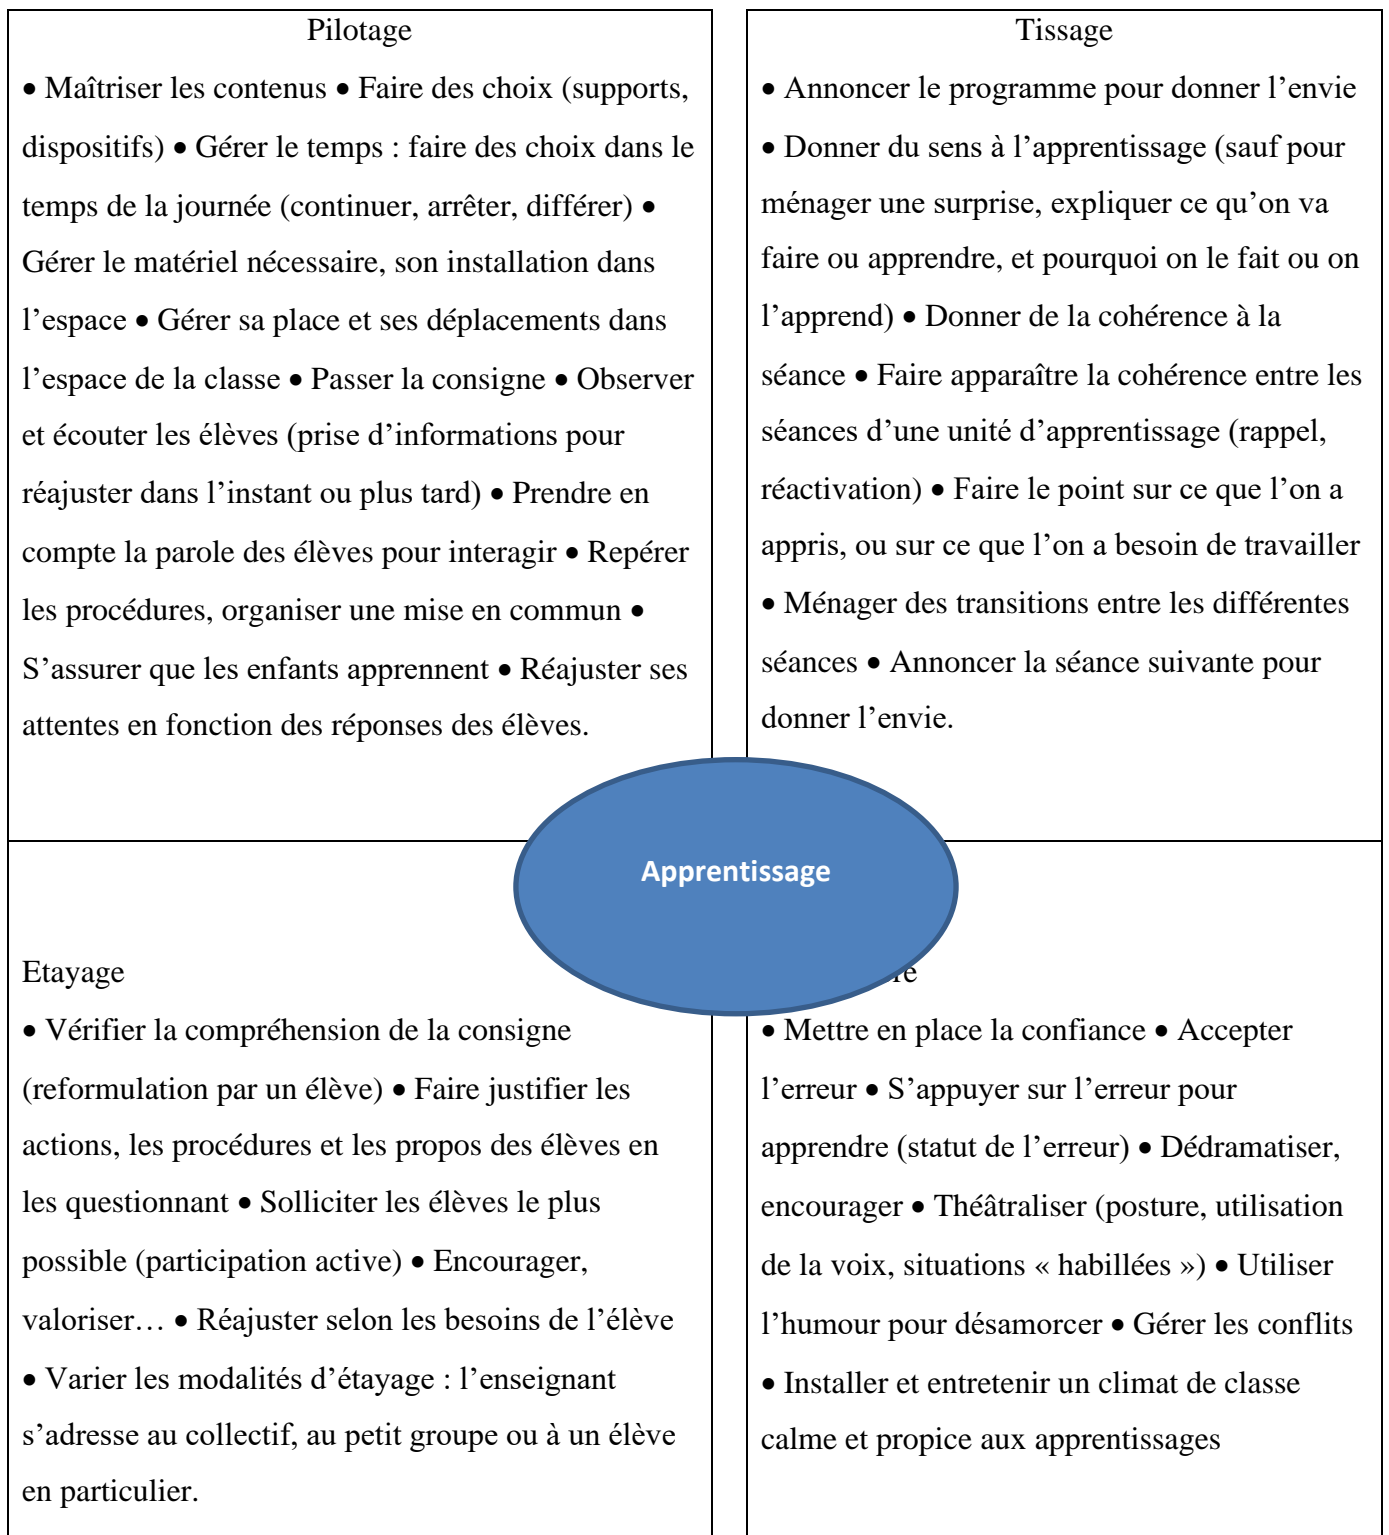 Pilotage
• Maîtriser les contenus • Faire des choix (supports,
dispositifs) • Gérer le temps : faire des choix dans le
temps de la journée (continuer, arrêter, différer) •
Gérer le matériel nécessaire, son installation dans
l’espace • Gérer sa place et ses déplacements dans
l’espace de la classe • Passer la consigne • Observer
et écouter les élèves (prise d’informations pour
réajuster dans l’instant ou plus tard) • Prendre en
compte la parole des élèves pour interagir • Repérer
les procédures, organiser une mise en commun •
S’assurer que les enfants apprennent • Réajuster ses
attentes en fonction des réponses des élèves.
Tissage
• Annoncer le programme pour donner l’envie
• Donner du sens à l’apprentissage (sauf pour
ménager une surprise, expliquer ce qu’on va
faire ou apprendre, et pourquoi on le fait ou on
l’apprend) • Donner de la cohérence à la
séance • Faire apparaître la cohérence entre les
séances d’une unité d’apprentissage (rappel,
réactivation) • Faire le point sur ce que l’on a
appris, ou sur ce que l’on a besoin de travailler
• Ménager des transitions entre les différentes
séances • Annoncer la séance suivante pour
donner l’envie.
Apprentissage
Etayage
• Vérifier la compréhension de la consigne
(reformulation par un élève) • Faire justifier les
actions, les procédures et les propos des élèves en
les questionnant • Solliciter les élèves le plus
possible (participation active) • Encourager,
valoriser… • Réajuster selon les besoins de l’élève
• Varier les modalités d’étayage : l’enseignant
s’adresse au collectif, au petit groupe ou à un élève
en particulier.
• Mettre en place la confiance • Accepter
l’erreur • S’appuyer sur l’erreur pour
apprendre (statut de l’erreur) • Dédramatiser,
encourager • Théâtraliser (posture, utilisation
de la voix, situations « habillées ») • Utiliser
l’humour pour désamorcer • Gérer les conflits
• Installer et entretenir un climat de classe
calme et propice aux apprentissages